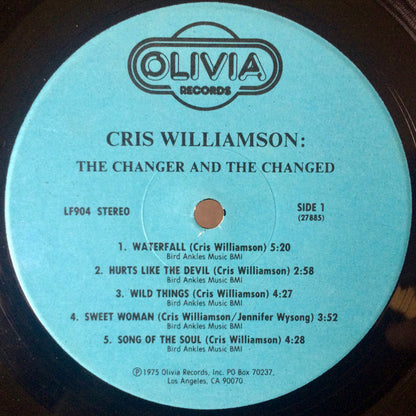 OLIVIA
RECORDS
CRIS WILLIAMSON:
THE CHANGER AND THE CHANGED
LF904 STEREO
SIDE 1
(27885)
1. WATERFALL (Cris Williamson) 5:20
Bird Ankles Music BMI
2. HURTS LIKE THE DEVIL (Cris Williamson) 2:58
Bird Ankles Music BMI
3. WILD THINGS (Cris Williamson) 4:27
Bird Ankles Music BMI
4. SWEET WOMAN (Cris Williamson/Jennifer Wysong) 3:52
Bird Ankles Music BMI
5. SONG OF THE SOUL (Cris Williamson) 4:28
Bird Ankles Music BMI
℗ 1975 Olivia Records, Inc. PO Box 70237,
Los Angeles, CA 90070